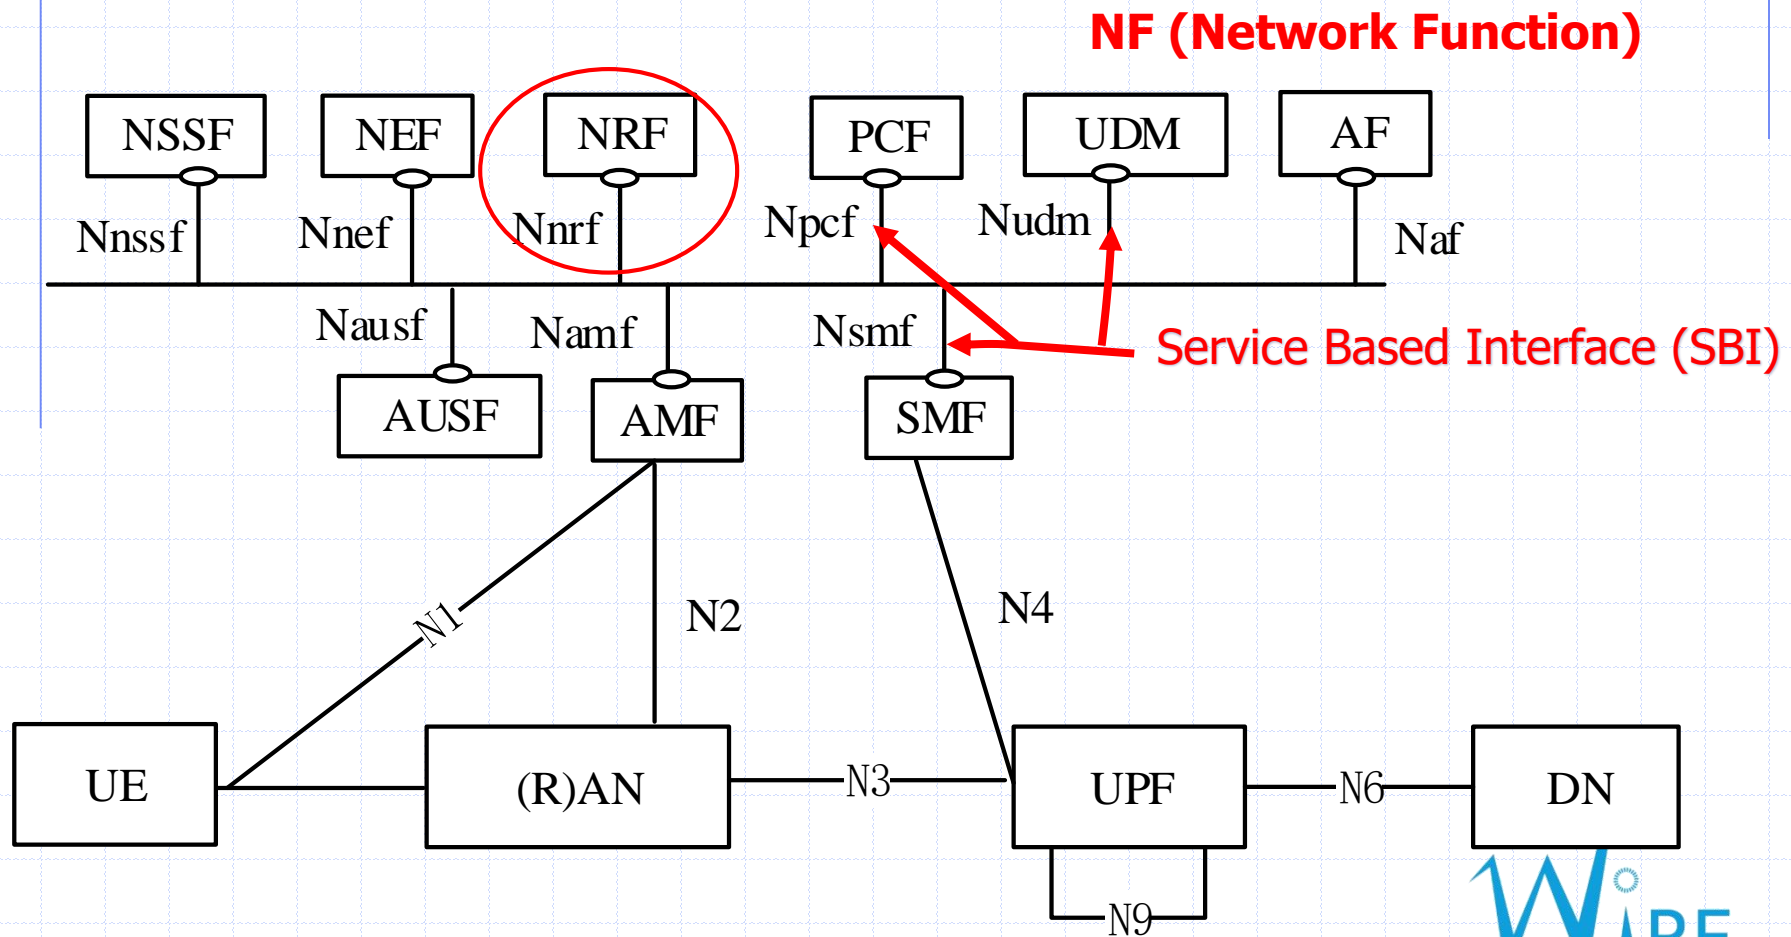 NF (Network Function)
NSSF
NEF
NRF
PCF
UDM
AF
Nnssf
Nnef
Nnrf
Npcf
Nudm
Naf
Nausf
Namf
Nsmf
Service Based Interface (SBI)
AUSF
AMF
SMF
N1
N2
N4
UE
(R)AN
N3
UPF
N6
DN
N9
WiRE